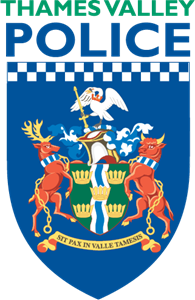 THAMES VALLEY
POLICE
SIT PAX IN VALLE TAMESIS